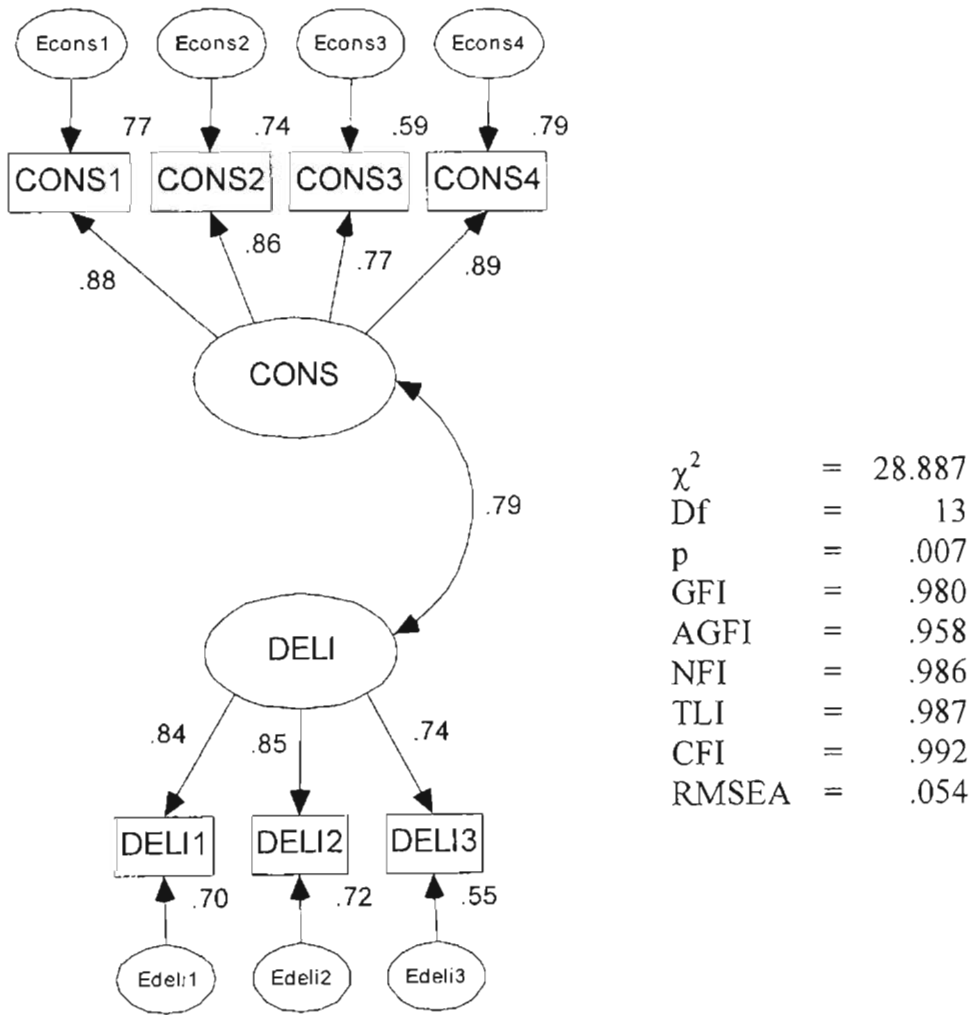 Econs1 Econs2 Econs3 Econs4
77 .74 .59 .79
CONS1 CONS2 CONS3 CONS4
.88 .86 .77 .89
CONS
.79
DELI
.84 .85 .74
DELI1 DELI2 DELI3
.70 .72 .55
Edeli1 Edeli2 Edeli3
χ² = 28.887
Df = 13
p = .007
GFI = .980
AGFI = .958
NFI = .986
TLI = .987
CFI = .992
RMSEA = .054